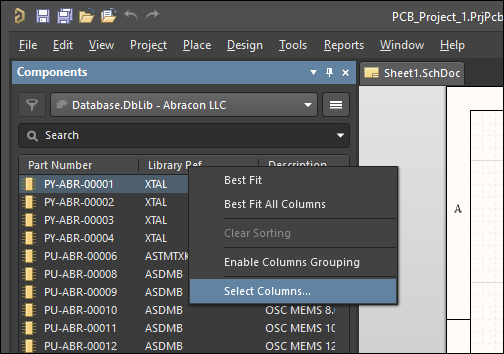 PCB_Project_1.PrjPcb
File Edit View Project Place Design Tools Reports Window Help
Components
Sheet1.SchDoc
Database.DbLib - Abracon LLC
Search
Part Number Library Ref Description
PY-ABR-00001 XTAL
PY-ABR-00002 XTAL
PY-ABR-00003 XTAL
PY-ABR-00004 XTAL
PU-ABR-00006 ASTMTXK
PU-ABR-00008 ASDMB
PU-ABR-00009 ASDMB
PU-ABR-00010 ASDMB OSC MEMS 8.0
PU-ABR-00011 ASDMB OSC MEMS 10
PU-ABR-00012 ASDMB OSC MEMS 12
Best Fit
Best Fit All Columns
Clear Sorting
Enable Columns Grouping
Select Columns...
A